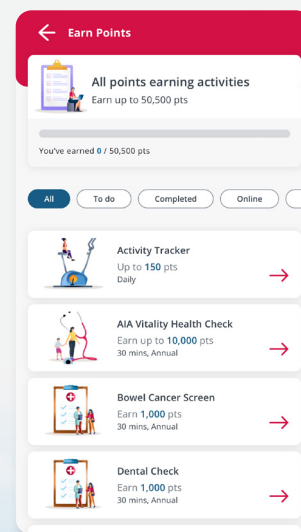 Earn Points
All points earning activities
Earn up to 50,500 pts
You've earned 0 / 50,500 pts
All
To do
Completed
Online
Activity Tracker
Up to 150 pts
Daily
AIA Vitality Health Check
Earn up to 10,000 pts
30 mins, Annual
Bowel Cancer Screen
Earn 1,000 pts
30 mins, Annual
Dental Check
Earn 1,000 pts
30 mins, Annual